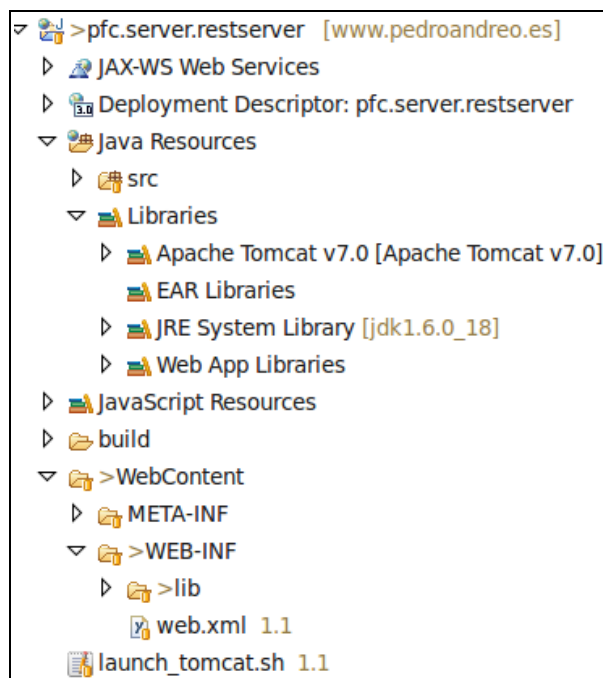 >pfc.server.restserver [www.pedroandreo.es]
JAX-WS Web Services
3.0 Deployment Descriptor: pfc.server.restserver
Java Resources
src
Libraries
Apache Tomcat v7.0 [Apache Tomcat v7.0]
EAR Libraries
JRE System Library [jdk1.6.0_18]
Web App Libraries
JavaScript Resources
build
>WebContent
META-INF
>WEB-INF
>lib
web.xml 1.1
launch_tomcat.sh 1.1